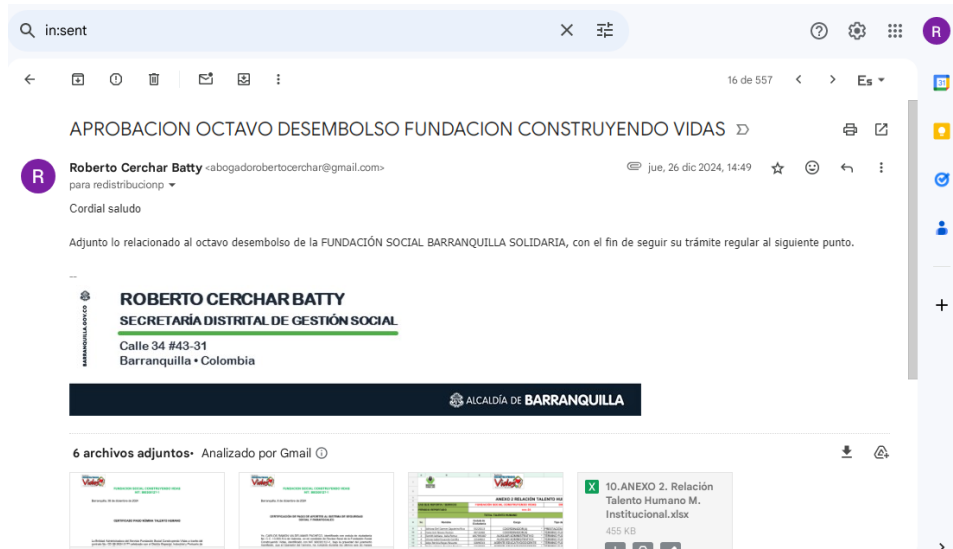 in:sent
R
16 de 557
Es
APROBACION OCTAVO DESEMBOLSO FUNDACION CONSTRUYENDO VIDAS
R
Roberto Cerchar Batty <abogadorobertocerchar@gmail.com>
jue, 26 dic 2024, 14:49
para redistribucionp
Cordial saludo
Adjunto lo relacionado al octavo desembolso de la FUNDACIÓN SOCIAL BARRANQUILLA SOLIDARIA, con el fin de seguir su trámite regular al siguiente punto.
--
BARRANQUILLA.GOV.CO
ROBERTO CERCHAR BATTY
SECRETARÍA DISTRITAL DE GESTIÓN SOCIAL
Calle 34 #43-31
Barranquilla • Colombia
ALCALDÍA DE BARRANQUILLA
6 archivos adjuntos • Analizado por Gmail
X 10.ANEXO 2. Relación
Talento Humano M.
Institucional.xlsx
455 KB